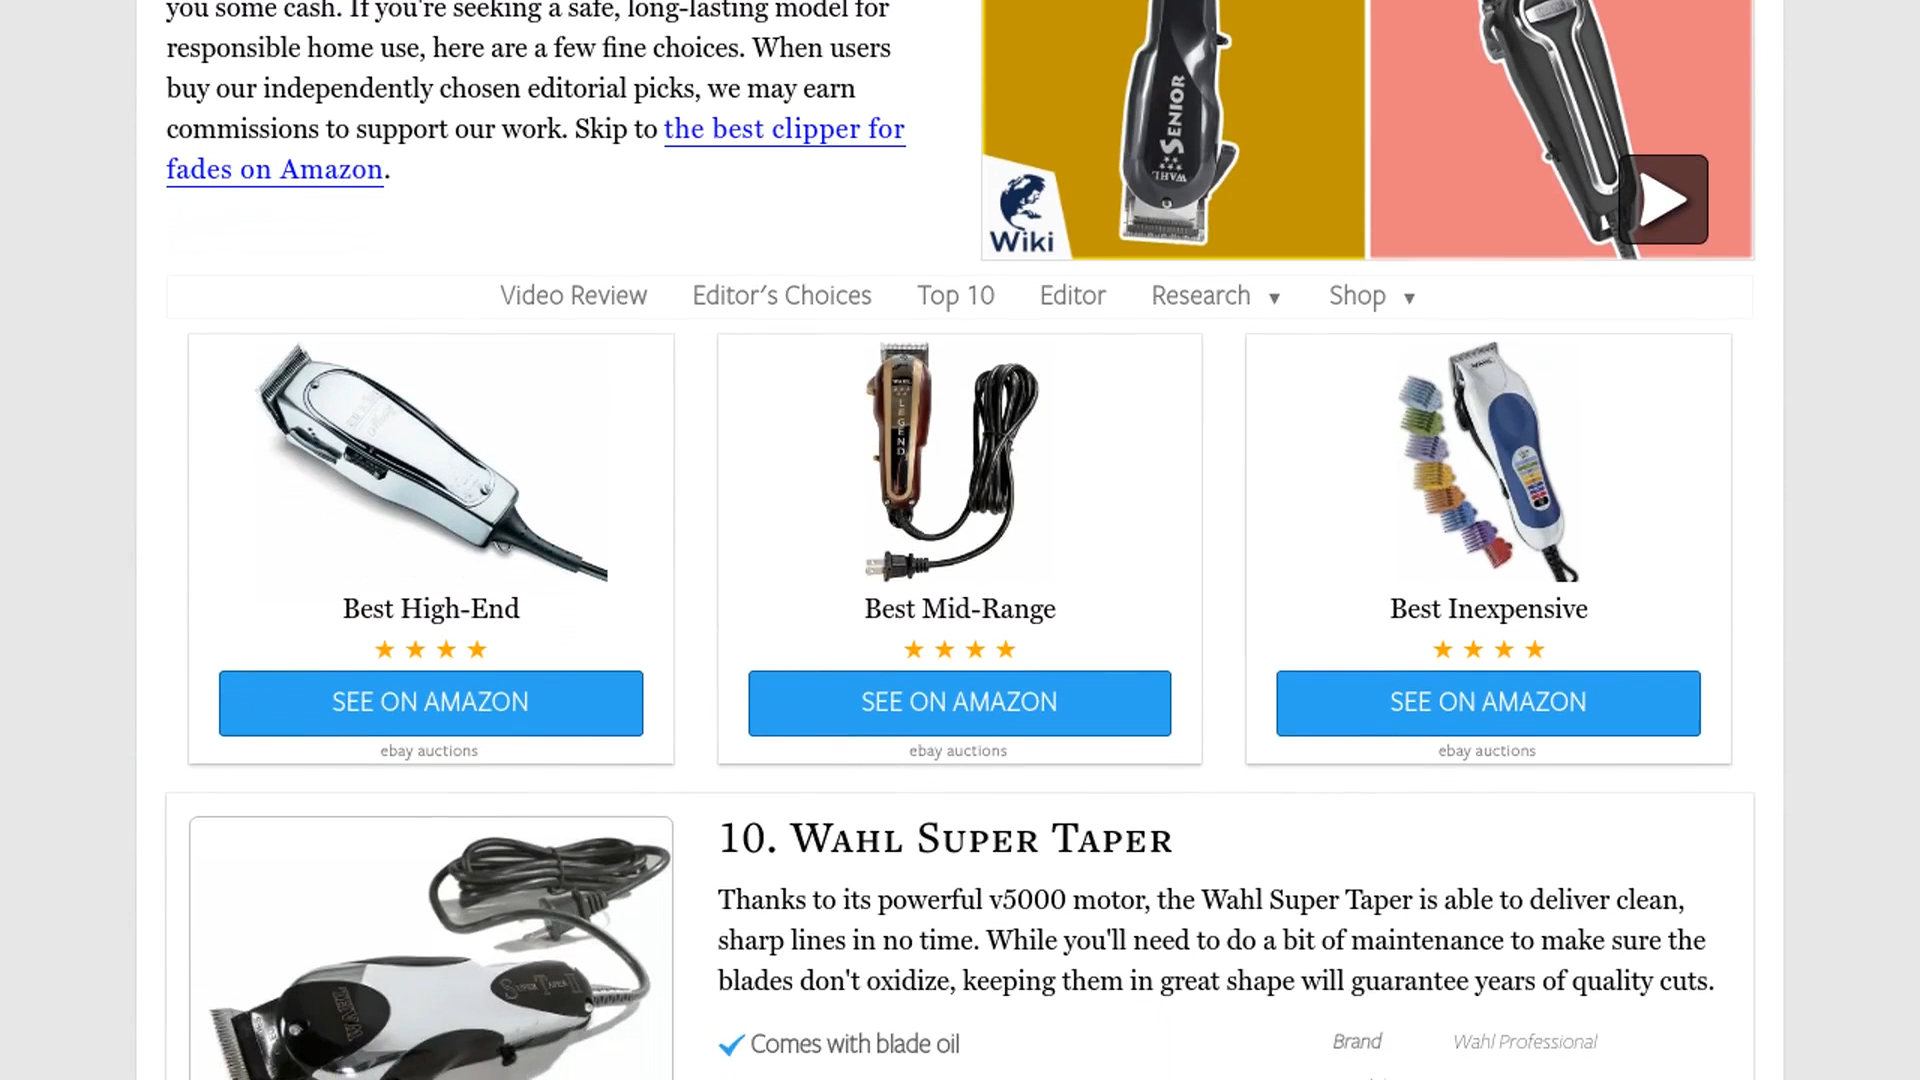 you some cash. If you're seeking a safe, long-lasting model for
responsible home use, here are a few fine choices. When users
buy our independently chosen editorial picks, we may earn
commissions to support our work. Skip to the best clipper for
fades on Amazon.
SENIOR
WAHL
Wiki
Video Review Editor's Choices Top 10 Editor Research ▼ Shop ▼
WAHL
LEGEND
WAHL
Best High-End
★ ★ ★ ★
SEE ON AMAZON
ebay auctions
Best Mid-Range
★ ★ ★ ★
SEE ON AMAZON
ebay auctions
Best Inexpensive
★ ★ ★ ★
SEE ON AMAZON
ebay auctions
SUPER TAPER
WAHL
10. WAHL SUPER TAPER
Thanks to its powerful v5000 motor, the Wahl Super Taper is able to deliver clean,
sharp lines in no time. While you'll need to do a bit of maintenance to make sure the
blades don't oxidize, keeping them in great shape will guarantee years of quality cuts.
Comes with blade oil
Brand Wahl Professional